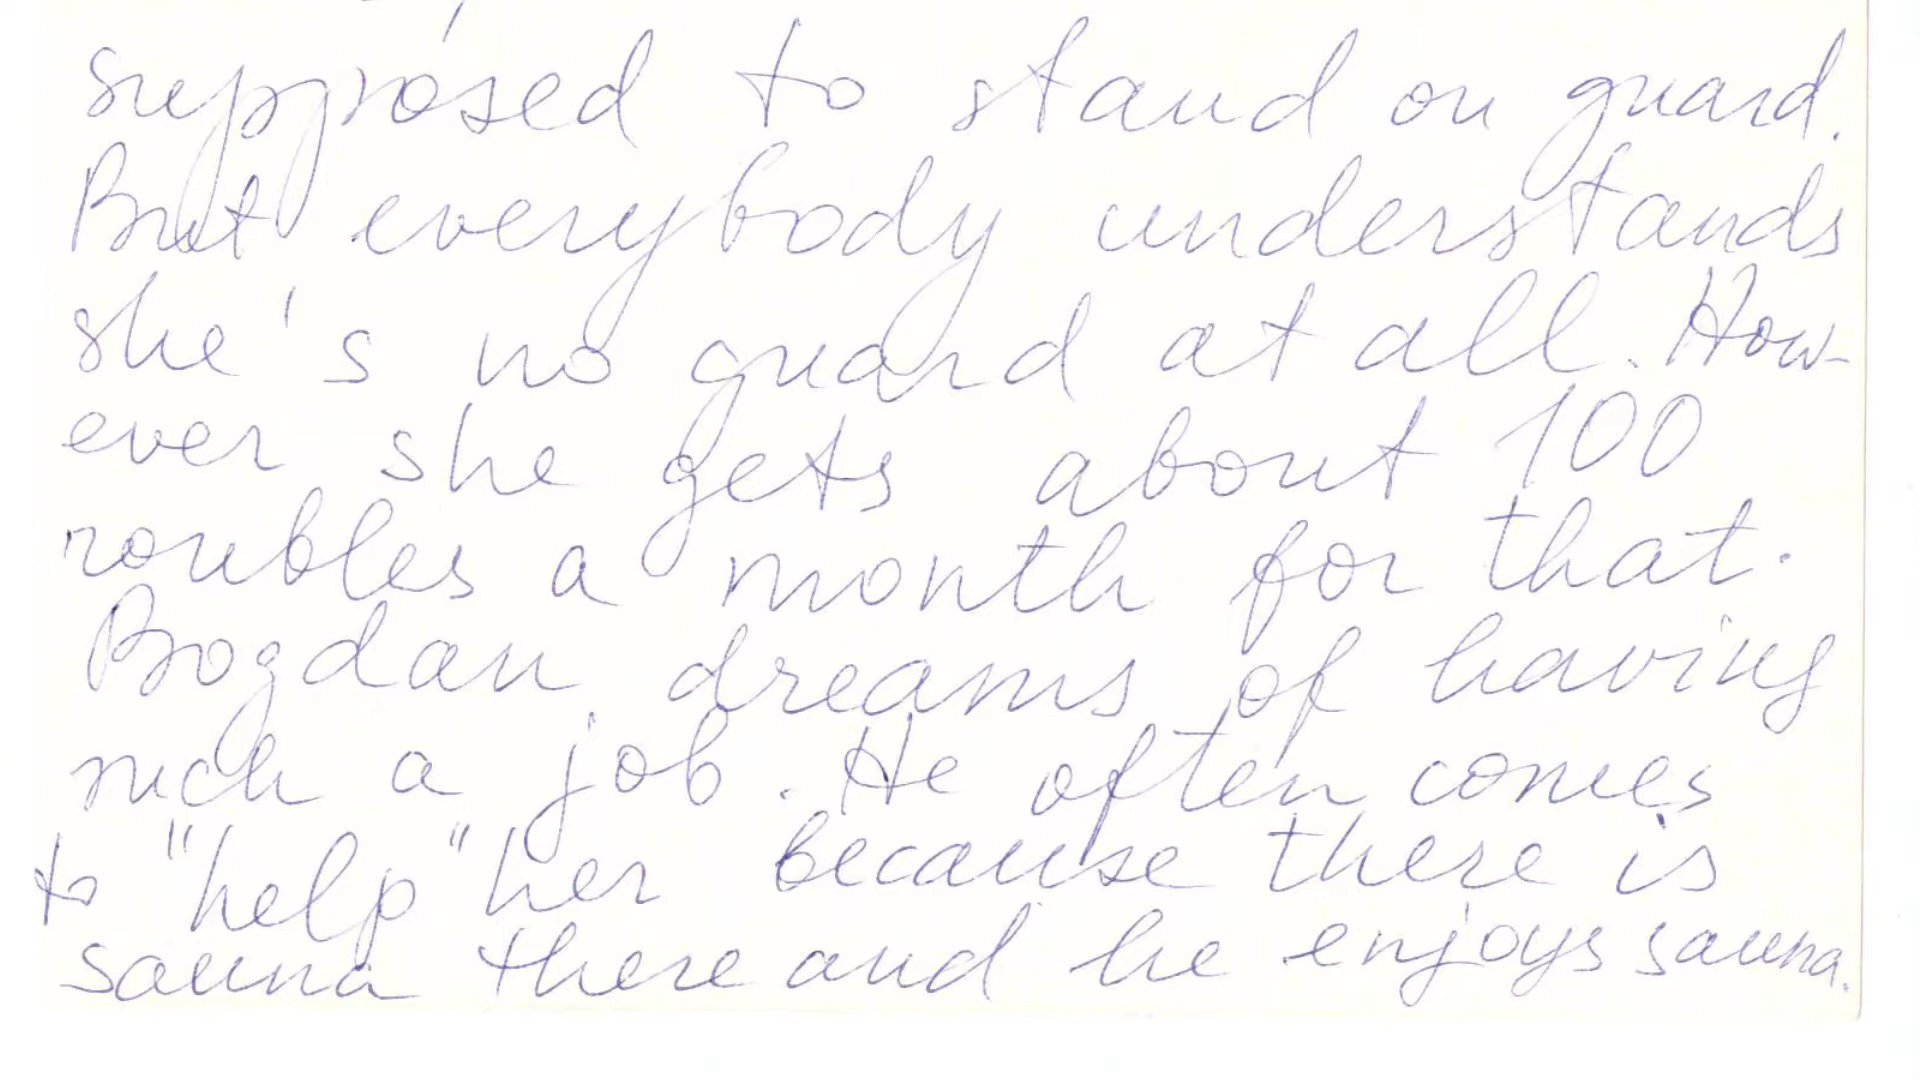 supposed to stand on guard.
But everybody understands
she's no guard at all. How-
ever she gets about 100
roubles a month for that.
Bogdan dreams of having
such a job. He often comes
to "help" her because there is
sauna there and he enjoys sauna.